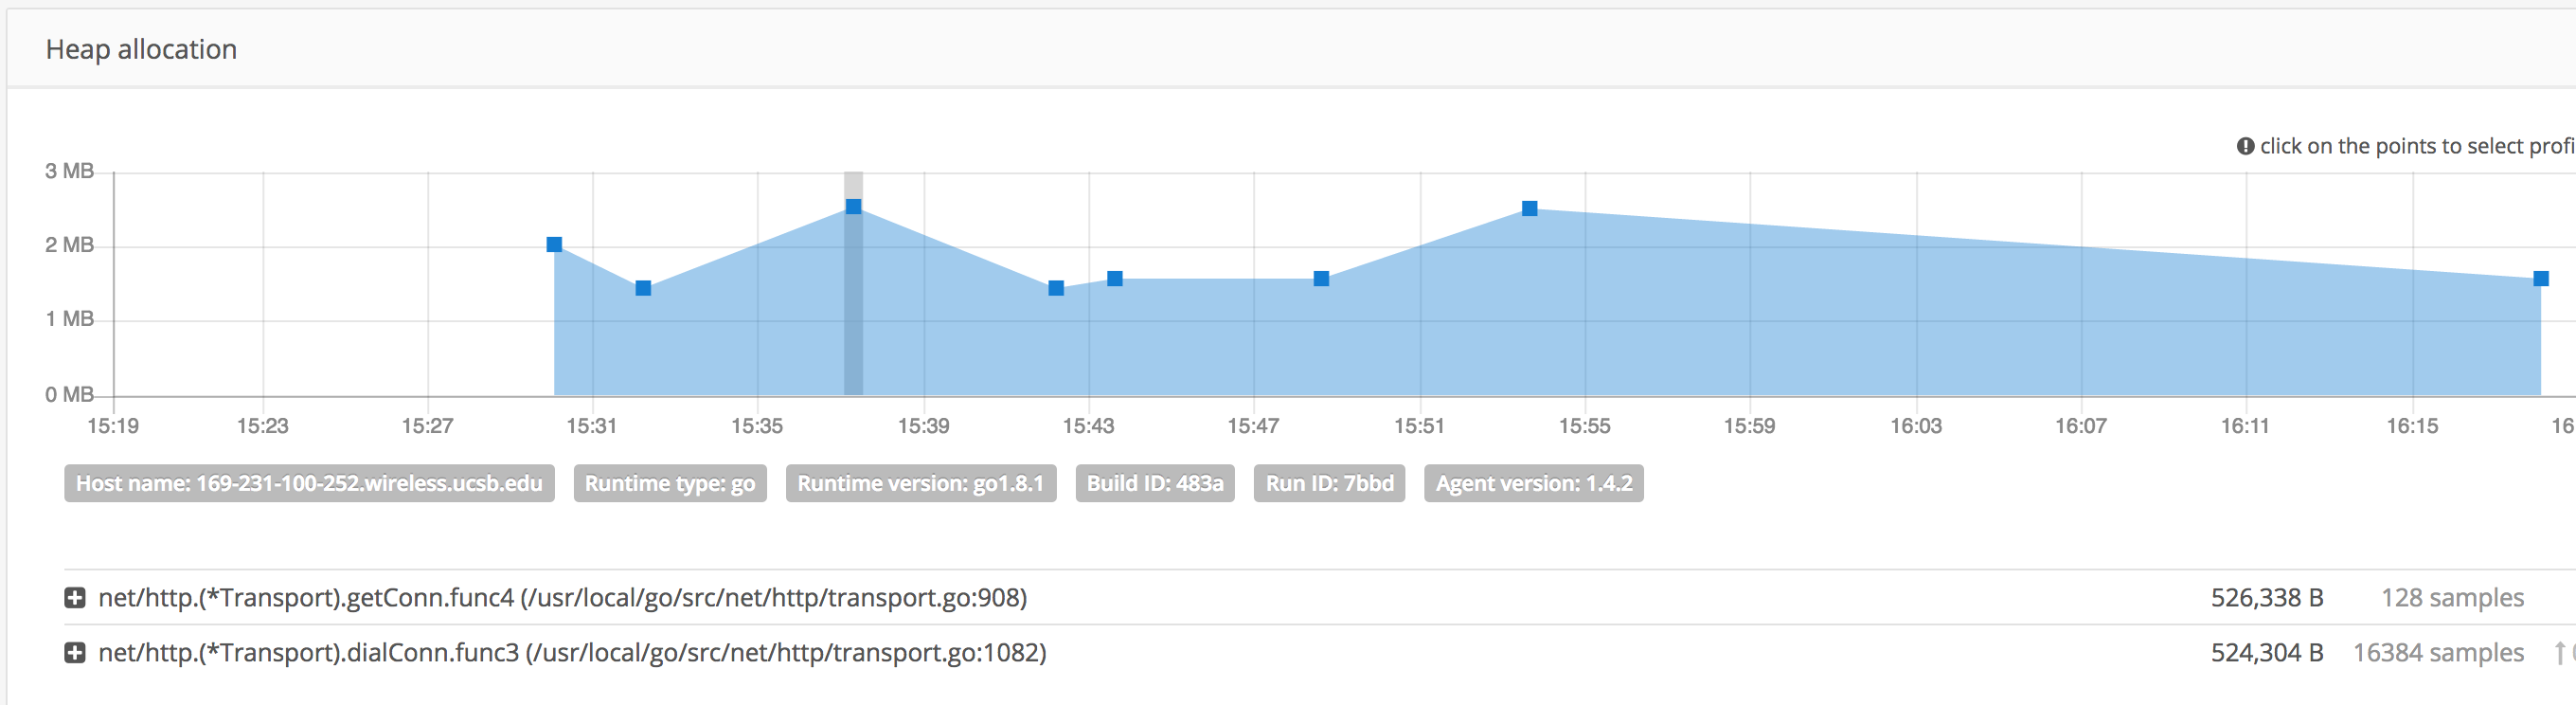 Heap allocation
click on the points to select profi
3 MB
2 MB
1 MB
0 MB
15:19 15:23 15:27 15:31 15:35 15:39 15:43 15:47 15:51 15:55 15:59 16:03 16:07 16:11 16:15 16
Host name: 169-231-100-252.wireless.ucsb.edu Runtime type: go Runtime version: go1.8.1 Build ID: 483a Run ID: 7bbd Agent version: 1.4.2
net/http.(*Transport).getConn.func4 (/usr/local/go/src/net/http/transport.go:908) 526,338 B 128 samples
net/http.(*Transport).dialConn.func3 (/usr/local/go/src/net/http/transport.go:1082) 524,304 B 16384 samples ↑